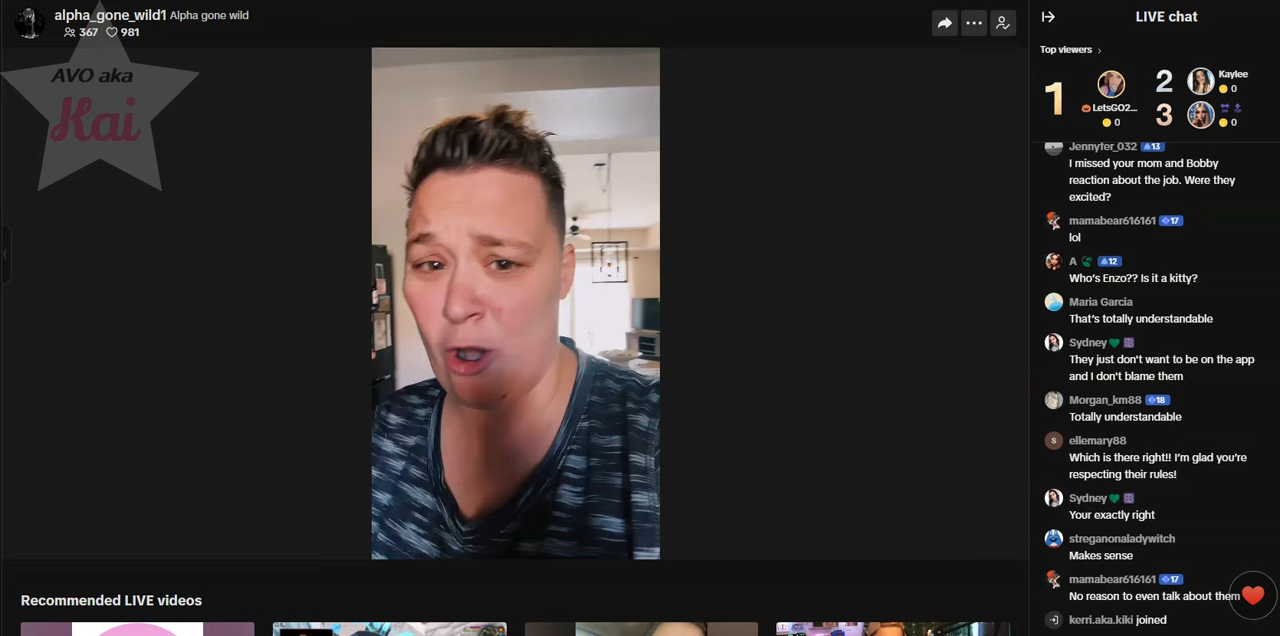 alpha_gone_wild1 Alpha gone wild
367 981
AVO aka
Kai
LIVE chat
Top viewers
1
LetsGO2...
0
2
Kaylee
0
3
0
Jennyfer_032 13
I missed your mom and Bobby
reaction about the job. Were they
excited?
mamabear616161 17
lol
A 12
Who's Enzo?? Is it a kitty?
Maria Garcia
That's totally understandable
Sydney
They just don't want to be on the app
and I don't blame them
Morgan_km88 18
Totally understandable
S
ellemary88
Which is there right!! I'm glad you're
respecting their rules!
Sydney
Your exactly right
streganonaladywitch
Makes sense
mamabear616161 17
No reason to even talk about them
kerri.aka.kiki joined
Recommended LIVE videos